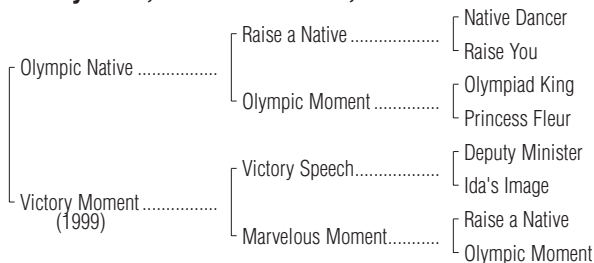 Native Dancer
Raise a Native ....................
Raise You
Olympic Native .................
Olympiad King
Olympic Moment ...............
Princess Fleur
Deputy Minister
Victory Speech...................
Ida's Image
Victory Moment .................
(1999)
Raise a Native
Marvelous Moment...........
Olympic Moment